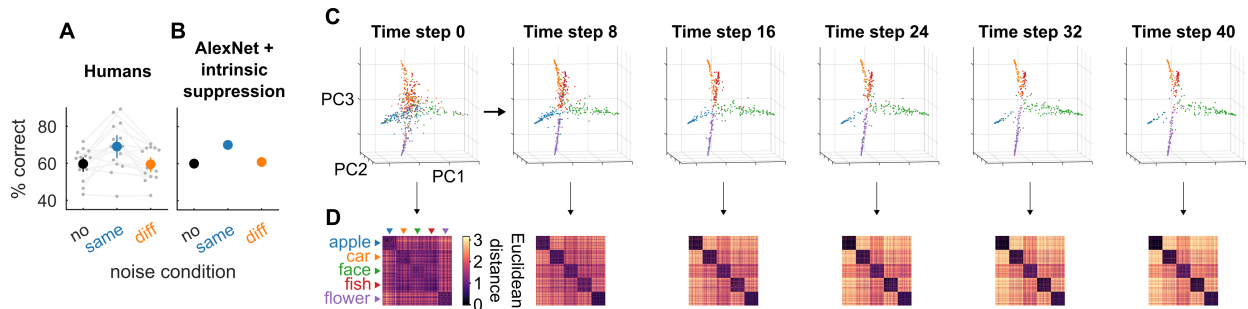 A
Humans
% correct
80
60
40
no
same
diff
noise condition
B
AlexNet +
intrinsic
suppression
no
same
diff
C
Time step 0
Time step 8
Time step 16
Time step 24
Time step 32
Time step 40
PC3
PC2
PC1
D
apple
car
face
fish
flower
3
2
1
0
Euclidean
distance